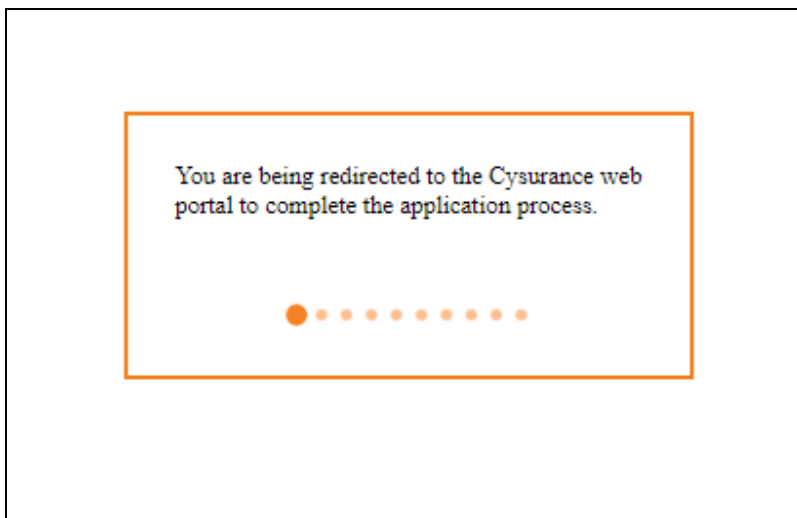 You are being redirected to the Cysurance web
portal to complete the application process.